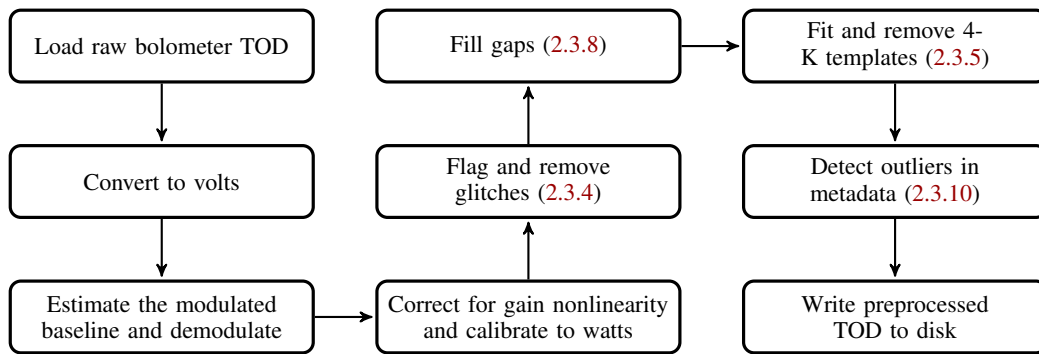 Load raw bolometer TOD
Convert to volts
Estimate the modulated
baseline and demodulate
Correct for gain nonlinearity
and calibrate to watts
Flag and remove
glitches (2.3.4)
Fill gaps (2.3.8)
Fit and remove 4-
K templates (2.3.5)
Detect outliers in
metadata (2.3.10)
Write preprocessed
TOD to disk